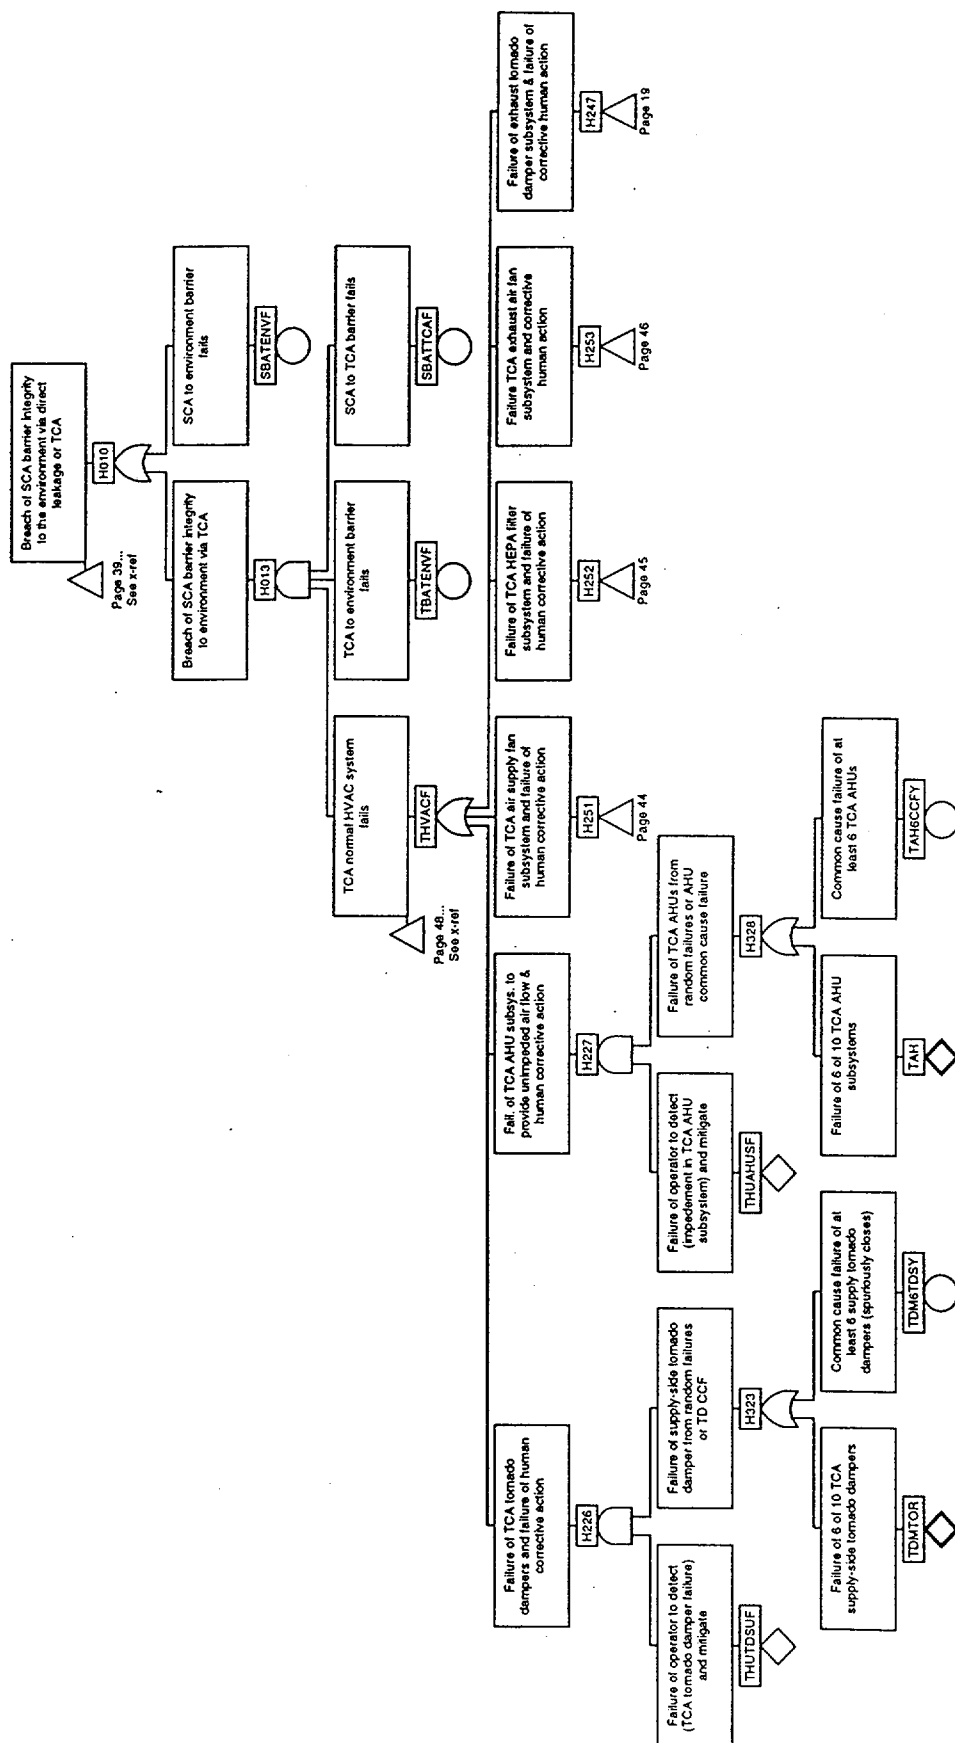 Breach of SCA barrier integrity
to the environment via direct
leakage or TCA
H010
Page 39...
See x-ref
Breach of SCA barrier integrity
to environment via TCA
H013
SCA to environment barrier
fails
SBATENVF
TCA normal HVAC system
fails
THVACF
Page 48...
See x-ref
TCA to environment barrier
fails
TBATENVF
SCA to TCA barrier fails
SBATTCAF
Failure of TCA tornado
dampers and failure of human
corrective action
H226
Fail. of TCA AHU subsys. to
provide unimpeded air flow &
human corrective action
H227
Failure of TCA air supply fan
subsystem and failure of
human corrective action
H251
Page 44
Failure of TCA HEPA filter
subsystem and failure of
human corrective action
H252
Page 45
Failure TCA exhaust air fan
subsystem and corrective
human action
H253
Page 46
Failure of exhaust tornado
damper subsystem & failure of
corrective human action
H247
Page 19
Failure of operator to detect
(TCA tornado damper failure)
and mitigate
THUTDSUF
Failure of supply-side tornado
damper from random failures
or TD CCF
H323
Failure of operator to detect
(impedement in TCA AHU
subsystem) and mitigate
THUAHUSF
Failure of TCA AHUs from
random failures or AHU
common cause failure
H328
Failure of 6 of 10 TCA
supply-side tornado dampers
TDMTOR
Common cause failure of at
least 6 supply tornado
dampers (spuriously closes)
TDM6TDSY
Failure of 6 of 10 TCA AHU
subsystems
TAH
Common cause failure of at
least 6 TCA AHUs
TAH6CCFY